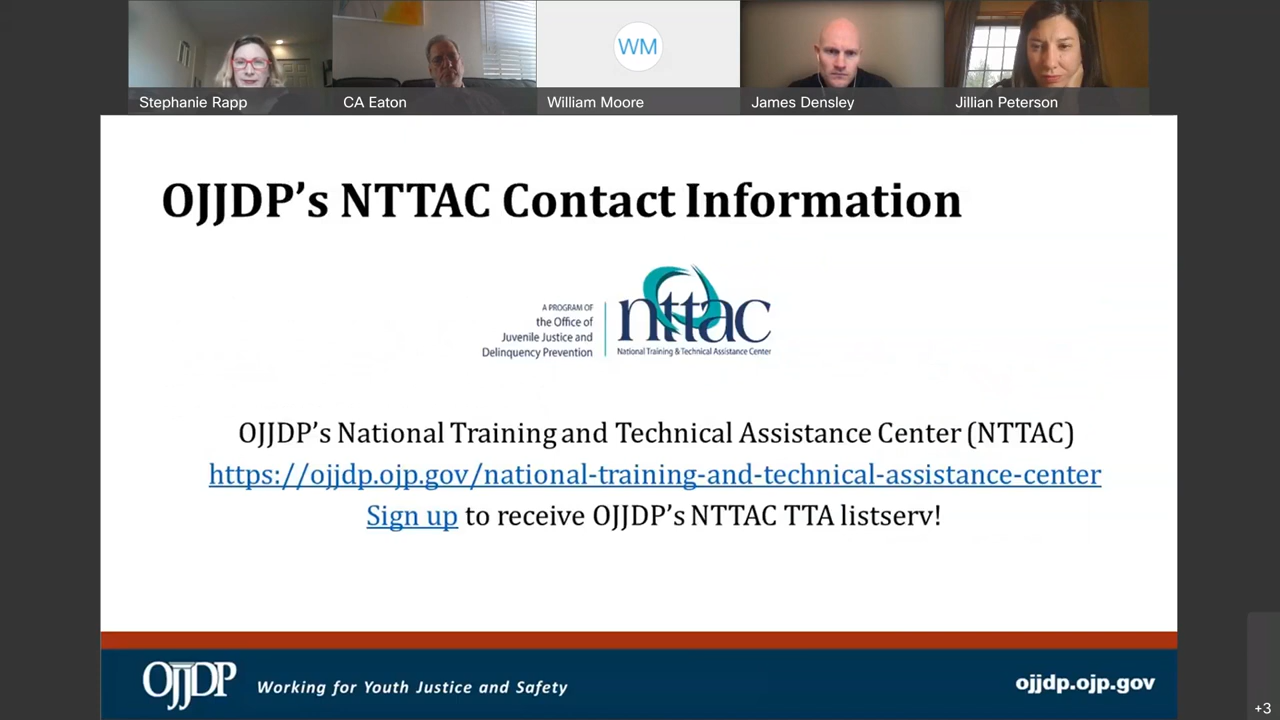 WM
Stephanie Rapp
CA Eaton
William Moore
James Densley
Jillian Peterson
OJJDP’s NTTAC Contact Information
A PROGRAM OF
the Office of
Juvenile Justice and
Delinquency Prevention
nttac
National Training & Technical Assistance Center
OJJDP’s National Training and Technical Assistance Center (NTTAC)
https://ojjdp.ojp.gov/national-training-and-technical-assistance-center
Sign up to receive OJJDP’s NTTAC TTA listserv!
OJJDP
Working for Youth Justice and Safety
ojjdp.ojp.gov
+3